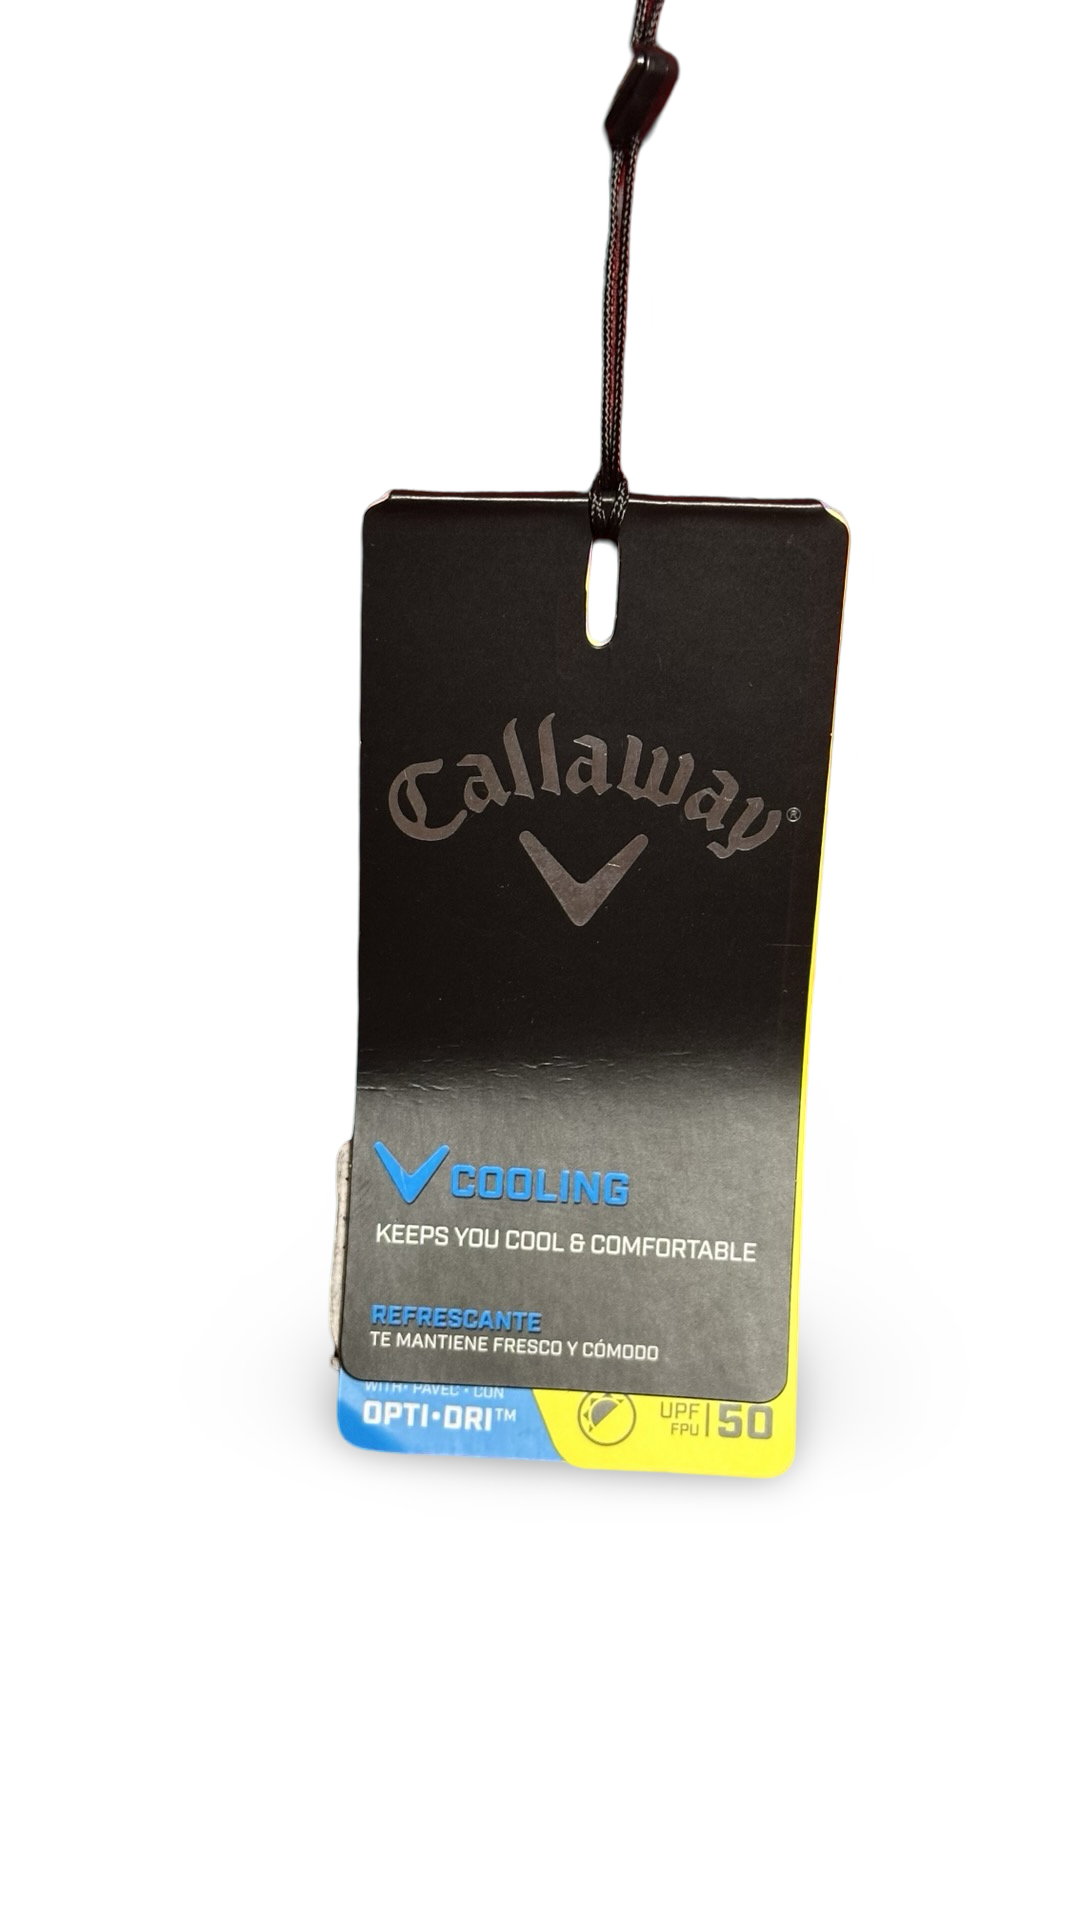 Callaway®
COOLING
KEEPS YOU COOL & COMFORTABLE
REFRESCANTE
TE MANTIENE FRESCO Y CÓMODO
WITH • PAVEC • CON
OPTI•DRI™
UPF
FPU
50